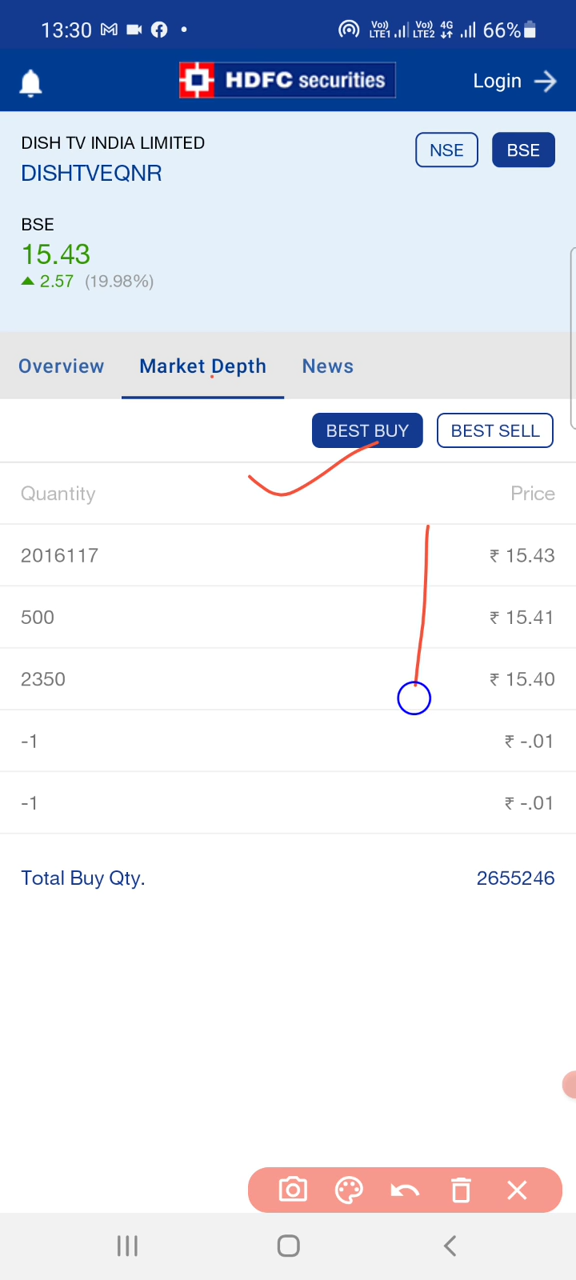 13:30 Vo)) LTE1 Vo)) LTE2 4G 66%
HDFC securities Login
DISH TV INDIA LIMITED
DISHTVEQNR
NSE BSE
BSE
15.43
2.57 (19.98%)
Overview Market Depth News
BEST BUY BEST SELL
Quantity Price
2016117 ₹ 15.43
500 ₹ 15.41
2350 ₹ 15.40
-1 ₹ -.01
-1 ₹ -.01
Total Buy Qty. 2655246